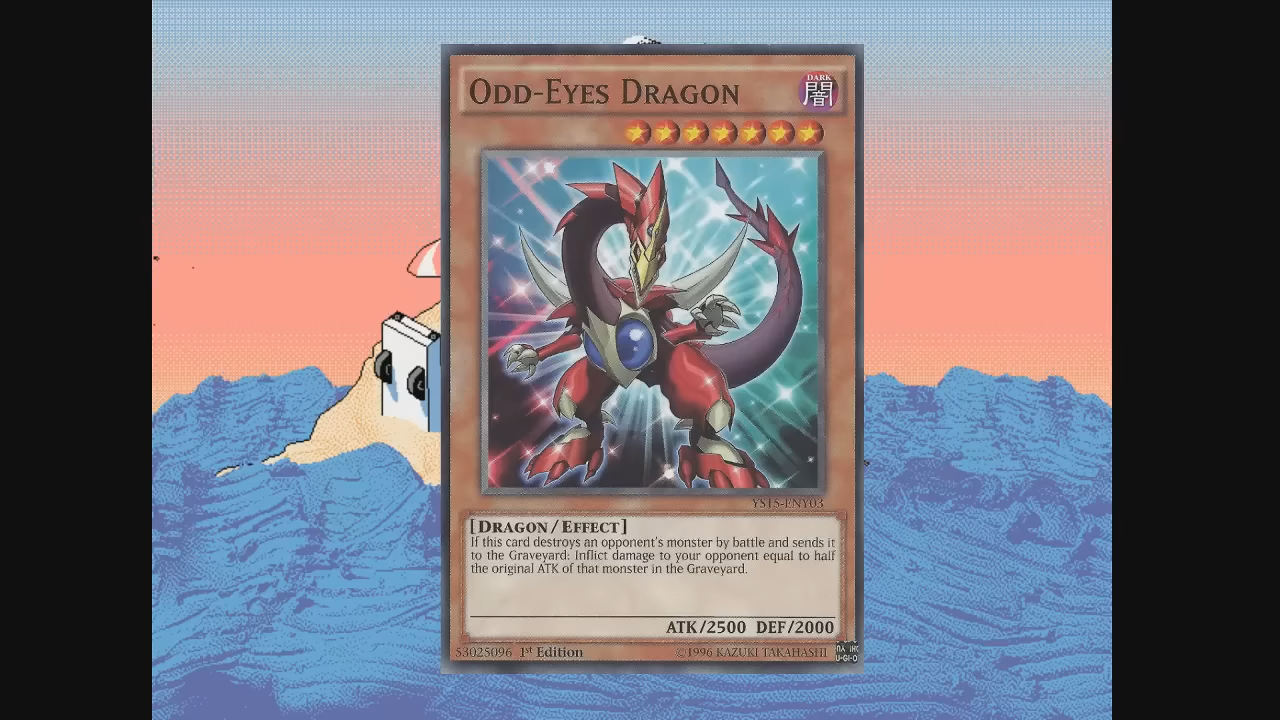 ODD-EYES DRAGON
DARK
闇
YS15-ENY03
[DRAGON/EFFECT]
If this card destroys an opponent's monster by battle and sends it
to the Graveyard: Inflict damage to your opponent equal to half
the original ATK of that monster in the Graveyard.
ATK/2500 DEF/2000
53025096 1st Edition
©1996 KAZUKI TAKAHASHI